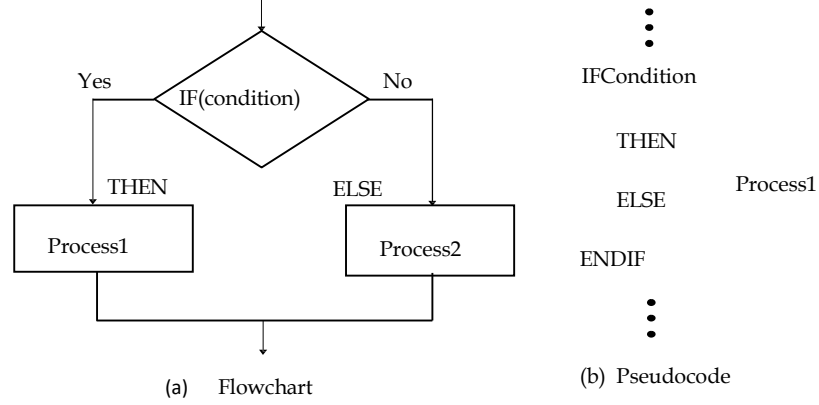 Yes
No
IF(condition)
THEN
ELSE
Process1
Process2
(a) Flowchart
IFCondition
THEN
Process1
ELSE
ENDIF
(b) Pseudocode